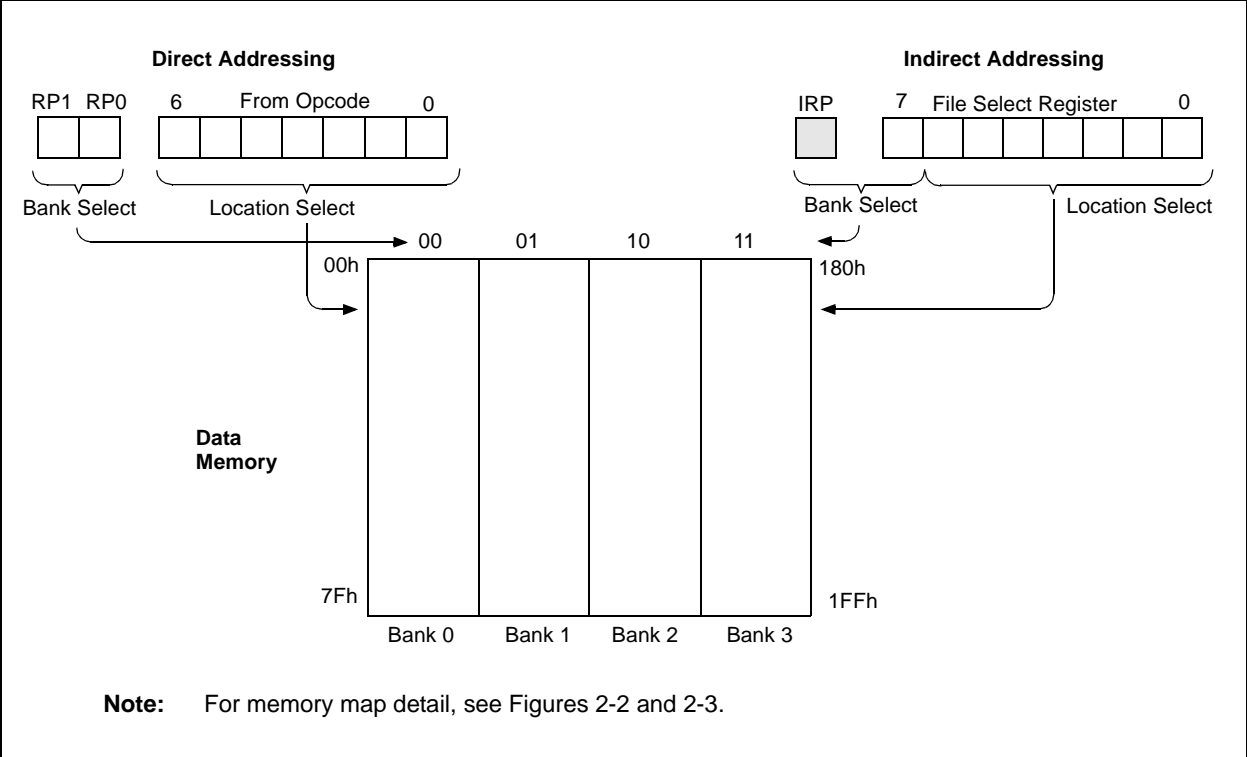 Direct Addressing
Indirect Addressing
RP1 RP0 6 From Opcode 0
IRP 7 File Select Register 0
Bank Select Location Select
Bank Select Location Select
00 01 10 11
00h 180h
Data
Memory
7Fh 1FFh
Bank 0 Bank 1 Bank 2 Bank 3
Note: For memory map detail, see Figures 2-2 and 2-3.